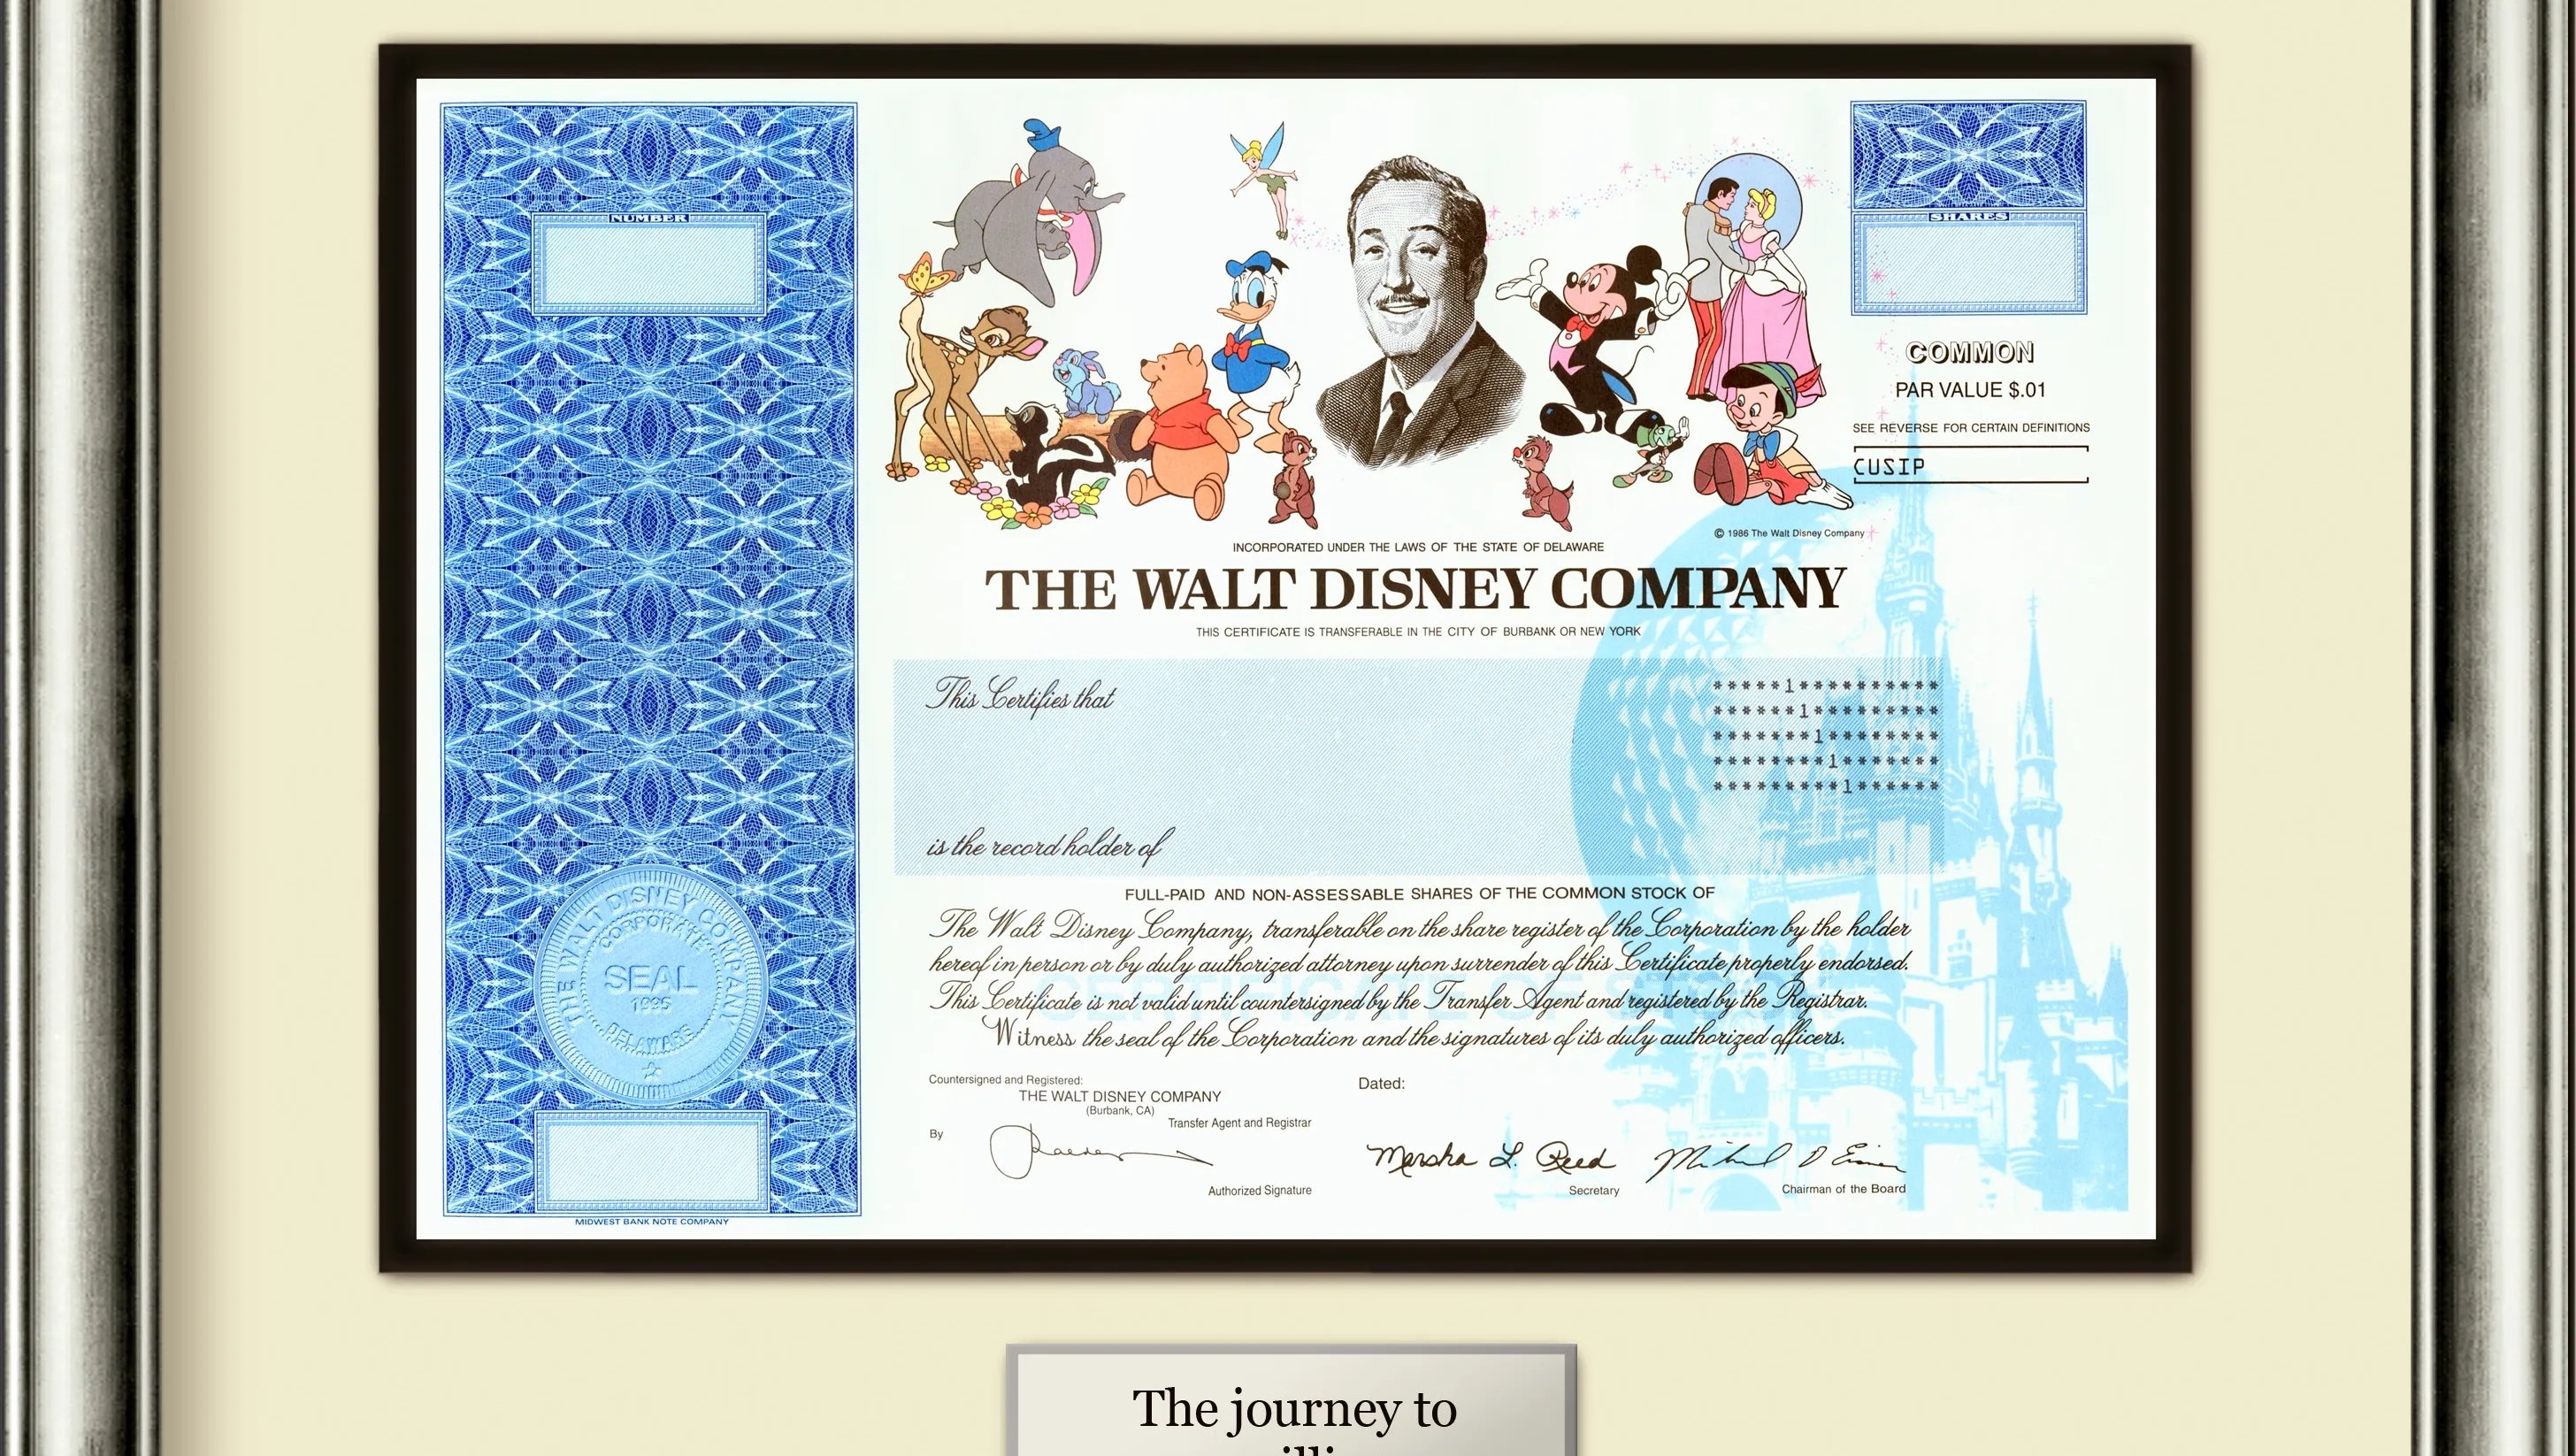 NUMBER
SHARES
COMMON
PAR VALUE $.01
SEE REVERSE FOR CERTAIN DEFINITIONS
CUSIP
© 1986 The Walt Disney Company
INCORPORATED UNDER THE LAWS OF THE STATE OF DELAWARE
THE WALT DISNEY COMPANY
THIS CERTIFICATE IS TRANSFERABLE IN THE CITY OF BURBANK OR NEW YORK
This Certifies that
*****1**********
******1*********
*******1********
********1*******
*********1******
is the record holder of
FULL-PAID AND NON-ASSESSABLE SHARES OF THE COMMON STOCK OF
The Walt Disney Company, transferable on the share register of the Corporation by the holder
hereof in person or by duly authorized attorney upon surrender of this Certificate properly endorsed.
This Certificate is not valid until countersigned by the Transfer Agent and registered by the Registrar.
Witness the seal of the Corporation and the signatures of its duly authorized officers.
THE WALT DISNEY COMPANY
CORPORATE
SEAL
1995
DELAWARE
Countersigned and Registered:
THE WALT DISNEY COMPANY
(Burbank, CA)
Transfer Agent and Registrar
By
Authorized Signature
Dated:
Marsha L. Reed
Secretary
Michael D Eisner
Chairman of the Board
MIDWEST BANK NOTE COMPANY
The journey to